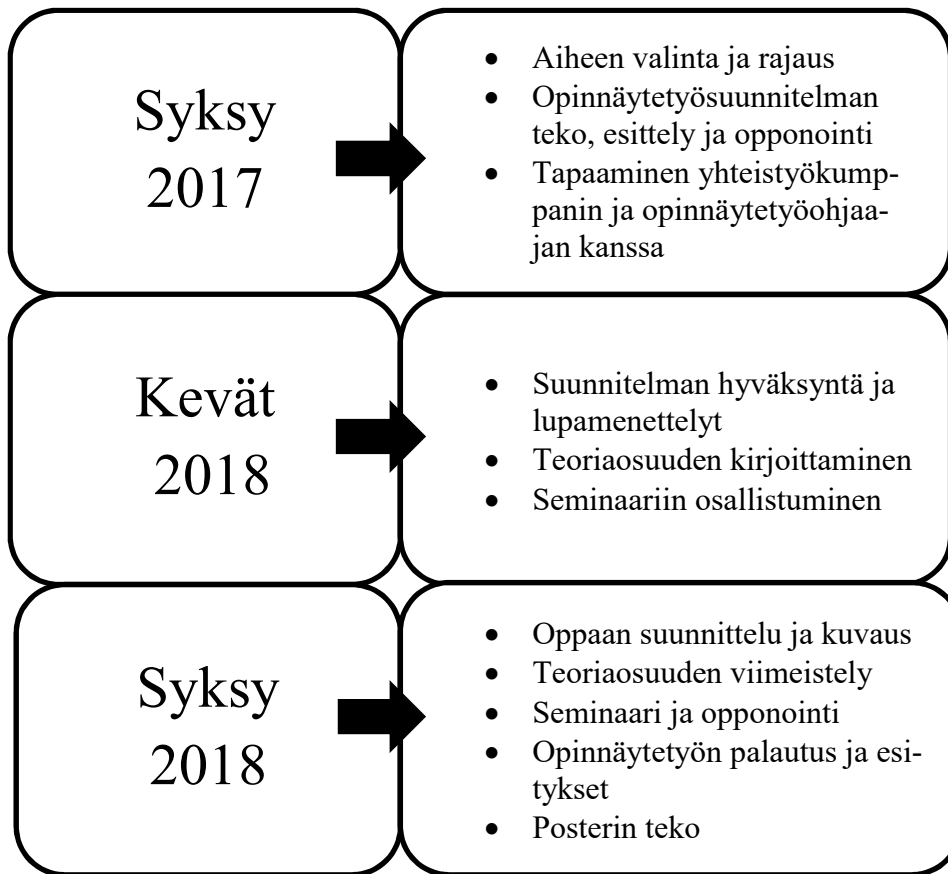 Syksy
2017
• Aiheen valinta ja rajaus
• Opinnäytetyösuunnitelman
teko, esittely ja opponointi
• Tapaaminen yhteistyökump-
panin ja opinnäytetyöohjaa-
jan kanssa
Kevät
2018
• Suunnitelman hyväksyntä ja
lupamenettelyt
• Teoriaosuuden kirjoittaminen
• Seminaariin osallistuminen
Syksy
2018
• Oppaan suunnittelu ja kuvaus
• Teoriaosuuden viimeistely
• Seminaari ja opponointi
• Opinnäytetyön palautus ja esi-
tykset
• Posterin teko